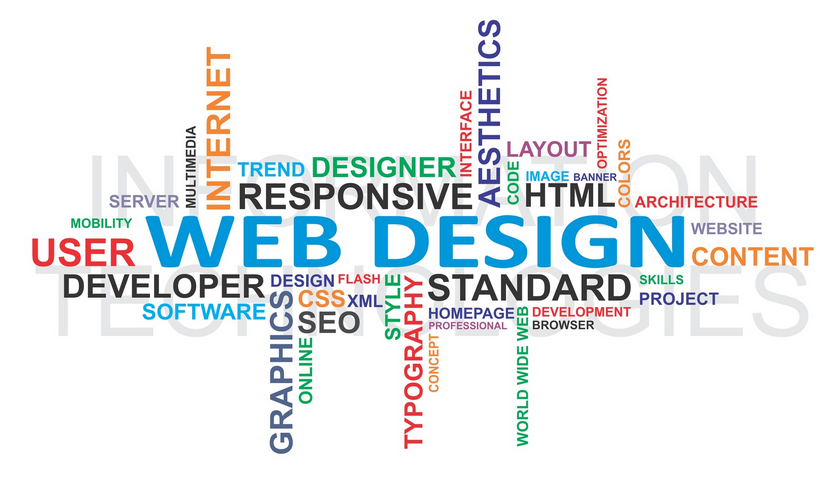 INFORMATION
TECHNOLOGIES
AESTHETICS
INTERNET
INTERFACE
OPTIMIZATION
MULTIMEDIA
TREND
DESIGNER
LAYOUT
COLORS
CODE
IMAGE
BANNER
SERVER
RESPONSIVE
HTML
ARCHITECTURE
MOBILITY
WEB DESIGN
WEBSITE
USER
CONTENT
DEVELOPER
DESIGN
FLASH
STYLE
STANDARD
SKILLS
CSS
XML
PROJECT
SOFTWARE
SEO
HOMEPAGE
DEVELOPMENT
PROFESSIONAL
BROWSER
GRAPHICS
ONLINE
TYPOGRAPHY
CONCEPT
WORLD WIDE WEB